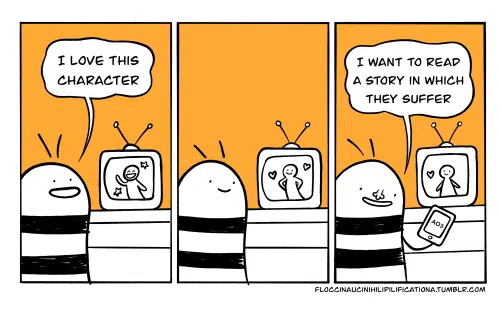 I LOVE THIS
CHARACTER
I WANT TO READ
A STORY IN WHICH
THEY SUFFER
AO3
FLOCCINAUCINIHILIPILIFICATIONA.TUMBLR.COM